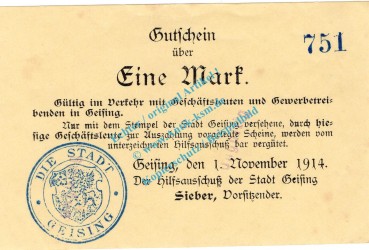 Gutschein
751
über
Eine Mark.
Gültig im Verkehr mit Geschäftsleuten und Gewerbetrei-
benden in Geising.
Nur mit dem Stempel der Stadt Geising versehene, durch hie-
sige Geschäftsleute zur Auszahlung vorgelegte Scheine, werden vom
unterzeichneten Hilfsausschuß bar vergütet.
Geising, den 1. November 1914.
Der Hilfsausschuß der Stadt Geising
Sieber, Vorsitzender.
DIE STADT
GEISING